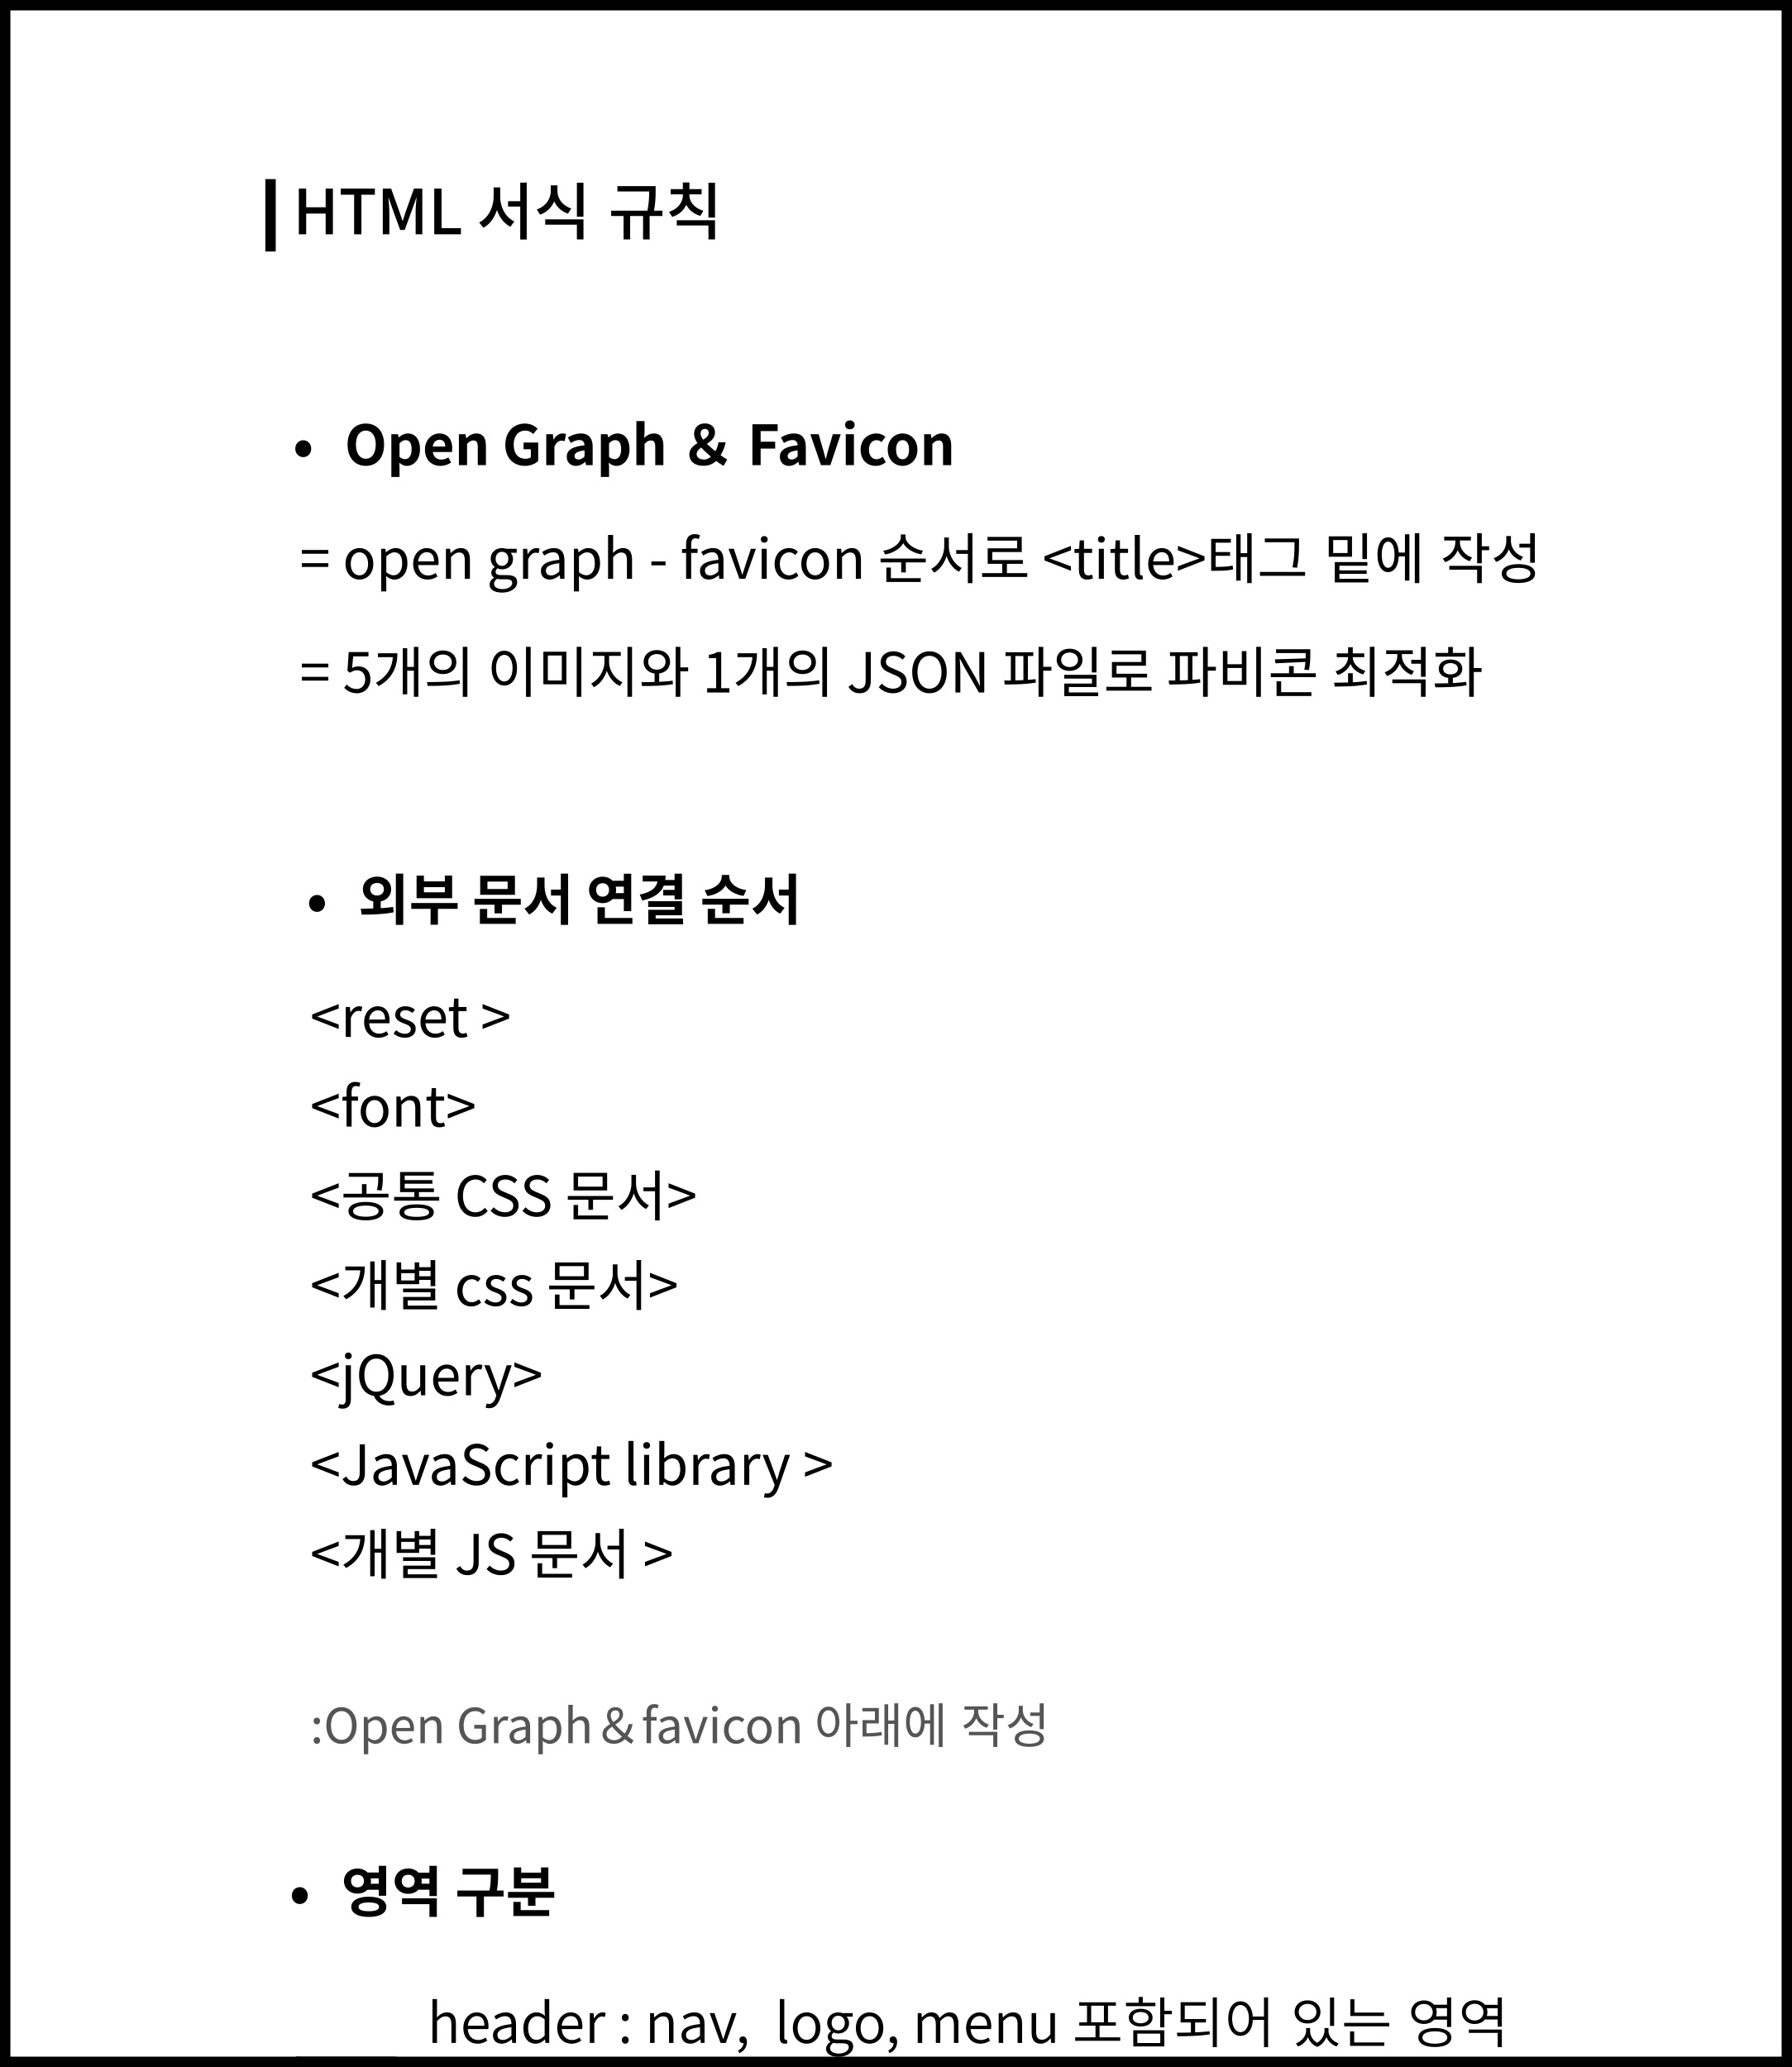 HTML 서식 규칙
• Open Graph & Favicon
= open graph - favicon 순서로 <title>태그 밑에 작성
= 5개의 이미지와 1개의 JSON 파일로 파비콘 최적화
• 외부 문서 연결 순서
<reset >
<font>
<공통 CSS 문서>
<개별 css 문서>
<jQuery>
<JavaScript library >
<개별 JS 문서 >
:Open Graph & favicon 아래에 작성
• 영역 구분
header : nav,  logo, menu 포함되어 있는 영역